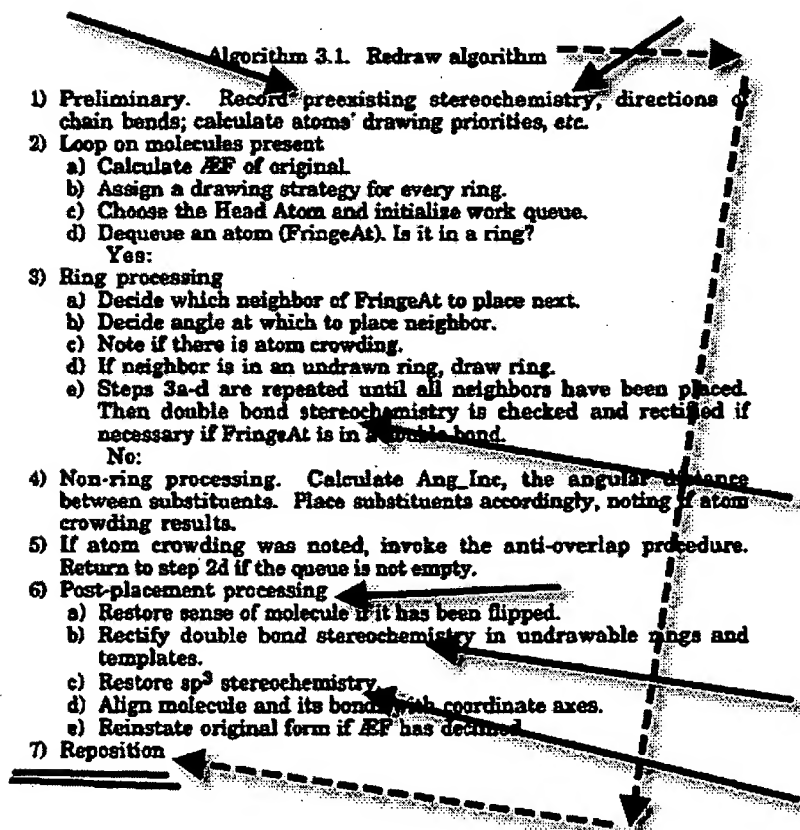 Algorithm 3.1. Redraw algorithm
1) Preliminary. Record preexisting stereochemistry, directions of
chain bends; calculate atoms' drawing priorities, etc.
2) Loop on molecules present
a) Calculate ÆF of original.
b) Assign a drawing strategy for every ring.
c) Choose the Head Atom and initialize work queue.
d) Dequeue an atom (FringeAt). Is it in a ring?
Yes:
3) Ring processing
a) Decide which neighbor of FringeAt to place next.
b) Decide angle at which to place neighbor.
c) Note if there is atom crowding.
d) If neighbor is in an undrawn ring, draw ring.
e) Steps 3a-d are repeated until all neighbors have been placed.
Then double bond stereochemistry is checked and rectified if
necessary if FringeAt is in a double bond.
No:
4) Non-ring processing. Calculate Ang_Inc, the angular distance
between substituents. Place substituents accordingly, noting if atom
crowding results.
5) If atom crowding was noted, invoke the anti-overlap procedure.
Return to step 2d if the queue is not empty.
6) Post-placement processing
a) Restore sense of molecule if it has been flipped.
b) Rectify double bond stereochemistry in undrawable rings and
templates.
c) Restore sp³ stereochemistry.
d) Align molecule and its bonds with coordinate axes.
e) Reinstate original form if ÆF has declined.
7) Reposition